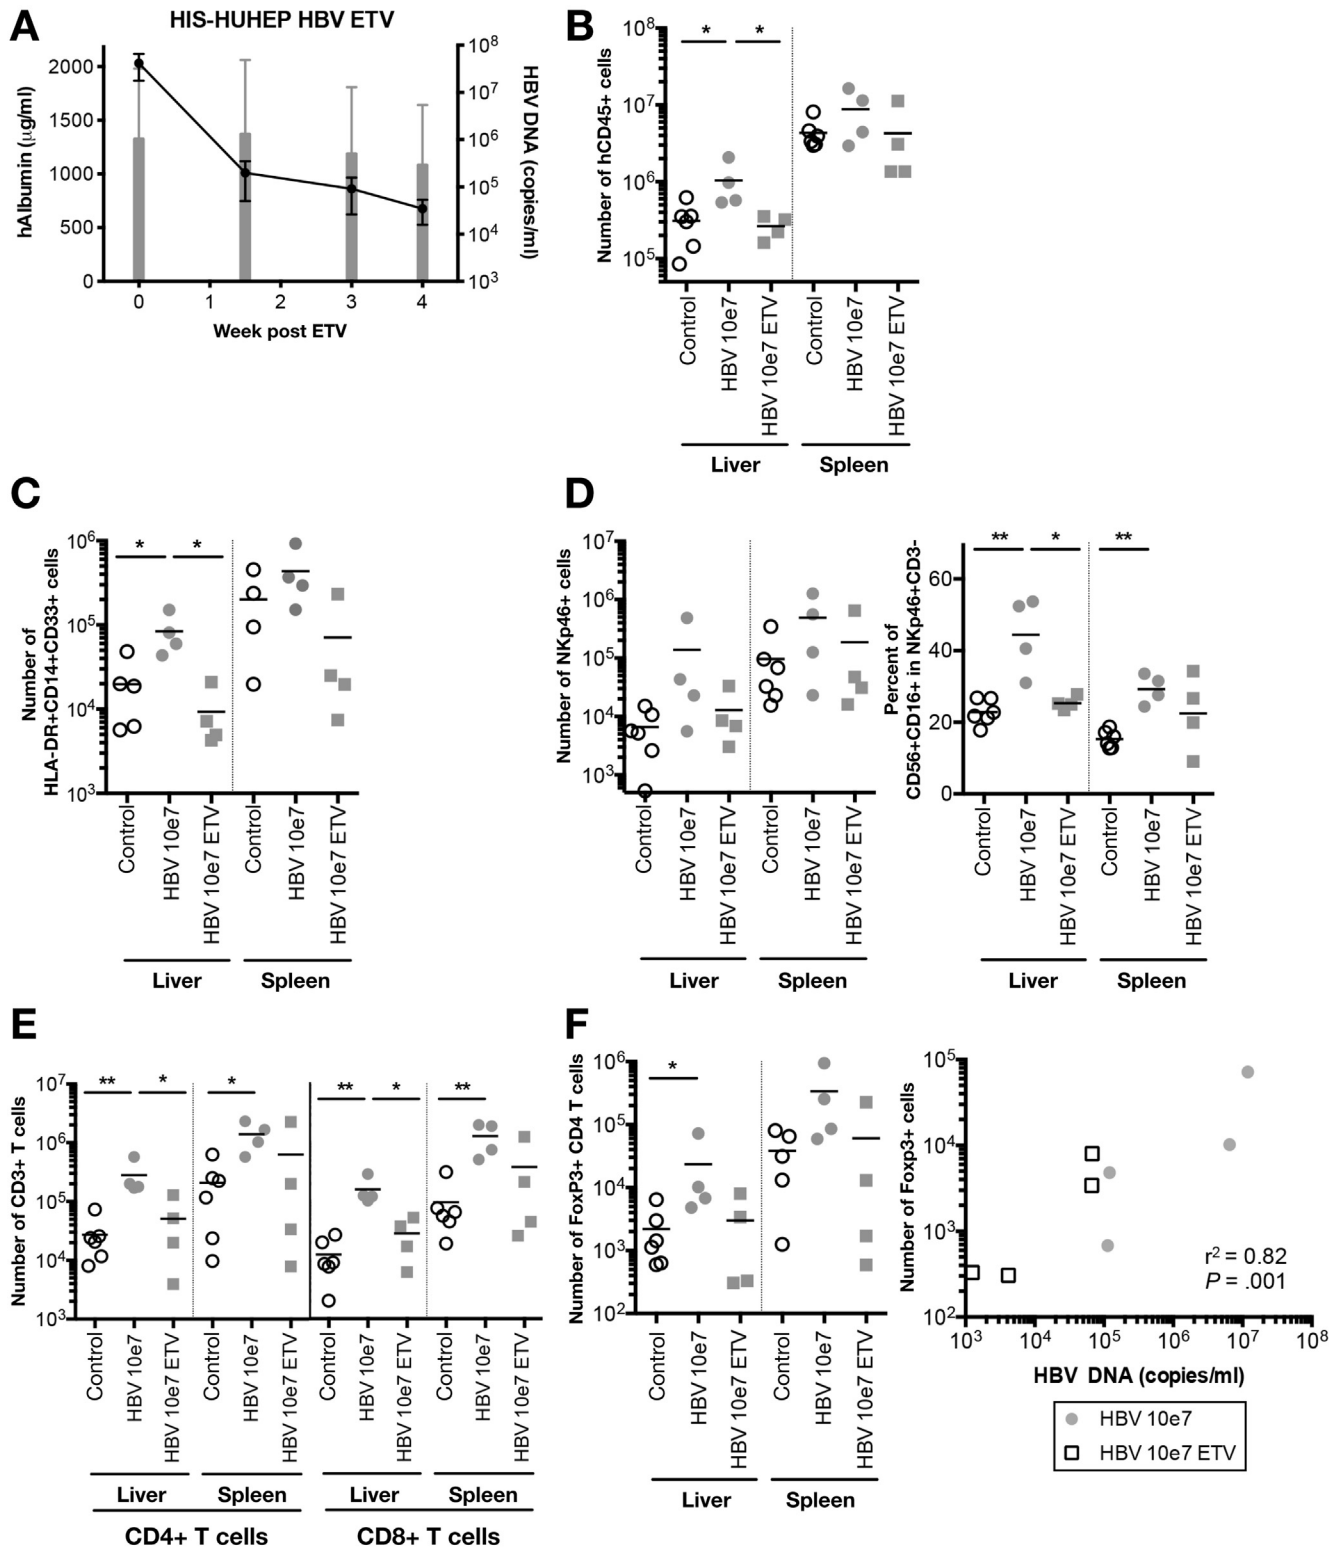 A
HIS-HUHEP HBV ETV
hAlbumin (μg/ml)
2000
1500
1000
500
0
10^8
10^7
10^6
10^5
10^4
10^3
HBV DNA (copies/ml)
0 1 2 3 4
Week post ETV
B
Number of hCD45+ cells
10^8
10^7
10^6
10^5
* *
Control
HBV 10e7
HBV 10e7 ETV
Control
HBV 10e7
HBV 10e7 ETV
Liver Spleen
C
Number of
HLA-DR+CD14+CD33+ cells
10^6
10^5
10^4
10^3
* *
Control
HBV 10e7
HBV 10e7 ETV
Control
HBV 10e7
HBV 10e7 ETV
Liver Spleen
D
Number of NKp46+ cells
10^7
10^6
10^5
10^4
10^3
Control
HBV 10e7
HBV 10e7 ETV
Control
HBV 10e7
HBV 10e7 ETV
Liver Spleen
Percent of
CD56+CD16+ in NKp46+CD3-
60
40
20
0
** * **
Control
HBV 10e7
HBV 10e7 ETV
Control
HBV 10e7
HBV 10e7 ETV
Liver Spleen
E
Number of CD3+ T cells
10^7
10^6
10^5
10^4
10^3
** * * ** * **
Control
HBV 10e7
HBV 10e7 ETV
Control
HBV 10e7
HBV 10e7 ETV
Control
HBV 10e7
HBV 10e7 ETV
Control
HBV 10e7
HBV 10e7 ETV
Liver Spleen Liver Spleen
CD4+ T cells CD8+ T cells
F
Number of FoxP3+ CD4 T cells
10^6
10^5
10^4
10^3
10^2
*
Control
HBV 10e7
HBV 10e7 ETV
Control
HBV 10e7
HBV 10e7 ETV
Liver Spleen
Number of Foxp3+ cells
10^5
10^4
10^3
10^2
r^2 = 0.82
P = .001
10^3 10^4 10^5 10^6 10^7 10^8
HBV DNA (copies/ml)
HBV 10e7
HBV 10e7 ETV